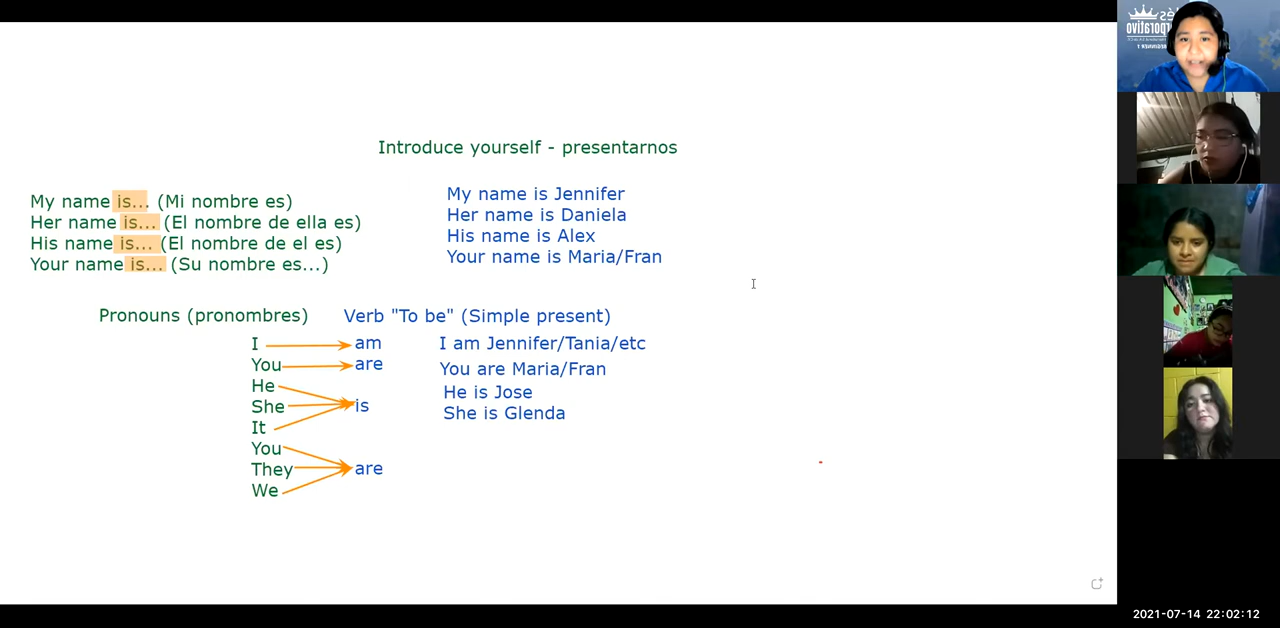 Introduce yourself - presentarnos
My name is... (Mi nombre es)
Her name is... (El nombre de ella es)
His name is... (El nombre de el es)
Your name is... (Su nombre es...)
My name is Jennifer
Her name is Daniela
His name is Alex
Your name is Maria/Fran
Pronouns (pronombres)
Verb "To be" (Simple present)
I
You
He
She
It
You
They
We
am
are
is
are
I am Jennifer/Tania/etc
You are Maria/Fran
He is Jose
She is Glenda
2021-07-14 22:02:12